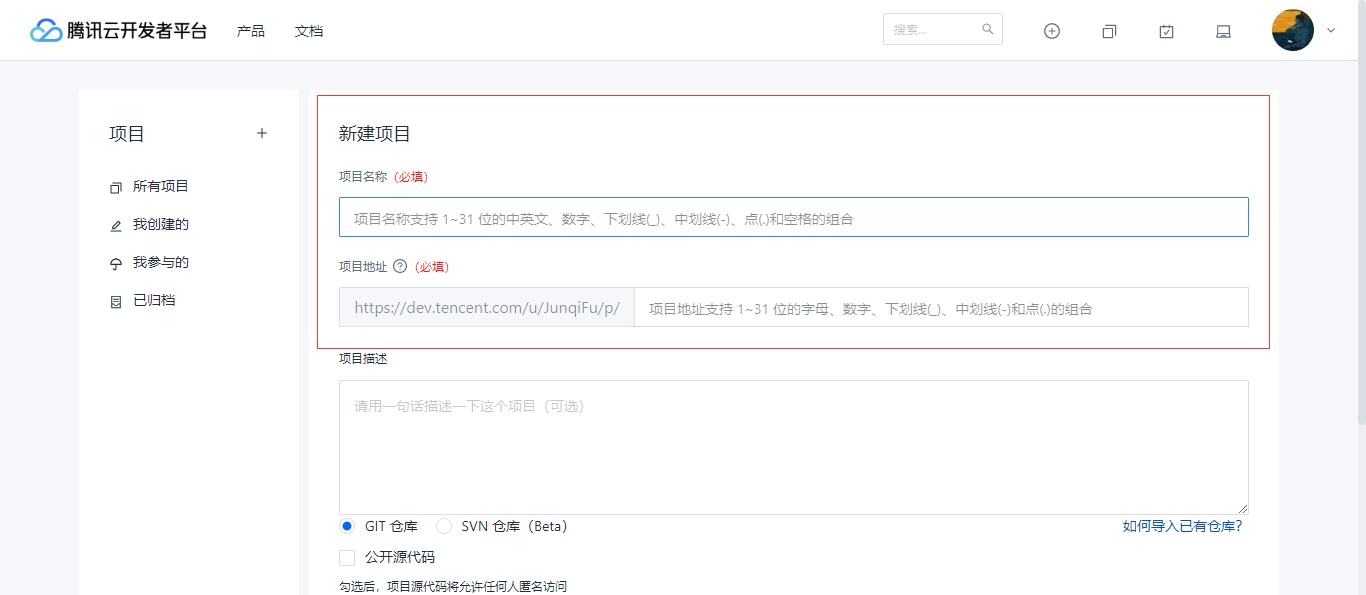 腾讯云开发者平台 产品 文档 搜索...
项目 +
所有项目
我创建的
我参与的
已归档
新建项目
项目名称 (必填)
项目名称支持 1~31 位的中英文、数字、下划线(_)、中划线(-)、点(.)和空格的组合
项目地址 ? (必填)
https://dev.tencent.com/u/JunqiFu/p/ 项目地址支持 1~31 位的字母、数字、下划线(_)、中划线(-)和点(.)的组合
项目描述
请用一句话描述一下这个项目（可选）
GIT 仓库 SVN 仓库（Beta） 如何导入已有仓库?
公开源代码
勾选后，项目源代码将允许任何人匿名访问